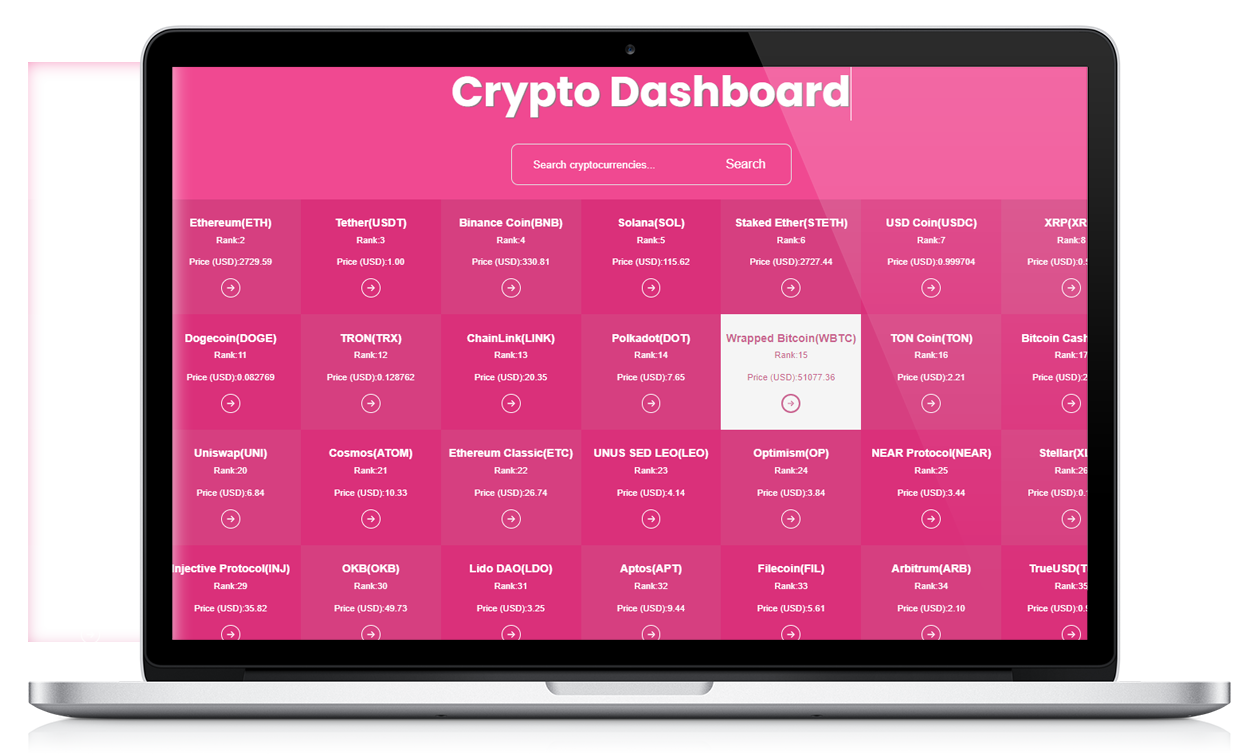 Crypto Dashboard
Search cryptocurrencies... Search
Ethereum(ETH) Tether(USDT) Binance Coin(BNB) Solana(SOL) Staked Ether(STETH) USD Coin(USDC) XRP(XR
Rank:2 Rank:3 Rank:4 Rank:5 Rank:6 Rank:7 Rank:8
Price (USD):2729.59 Price (USD):1.00 Price (USD):330.81 Price (USD):115.62 Price (USD):2727.44 Price (USD):0.999704 Price (USD):0.5
Dogecoin(DOGE) TRON(TRX) ChainLink(LINK) Polkadot(DOT) Wrapped Bitcoin(WBTC) TON Coin(TON) Bitcoin Cash
Rank:11 Rank:12 Rank:13 Rank:14 Rank:15 Rank:16 Rank:17
Price (USD):0.082769 Price (USD):0.128762 Price (USD):20.35 Price (USD):7.65 Price (USD):51077.36 Price (USD):2.21 Price (USD):2
Uniswap(UNI) Cosmos(ATOM) Ethereum Classic(ETC) UNUS SED LEO(LEO) Optimism(OP) NEAR Protocol(NEAR) Stellar(XL
Rank:20 Rank:21 Rank:22 Rank:23 Rank:24 Rank:25 Rank:26
Price (USD):6.84 Price (USD):10.33 Price (USD):26.74 Price (USD):4.14 Price (USD):3.84 Price (USD):3.44 Price (USD):0.
Injective Protocol(INJ) OKB(OKB) Lido DAO(LDO) Aptos(APT) Filecoin(FIL) Arbitrum(ARB) TrueUSD(T
Rank:29 Rank:30 Rank:31 Rank:32 Rank:33 Rank:34 Rank:35
Price (USD):35.82 Price (USD):49.73 Price (USD):3.25 Price (USD):9.44 Price (USD):5.61 Price (USD):2.10 Price (USD):0.9